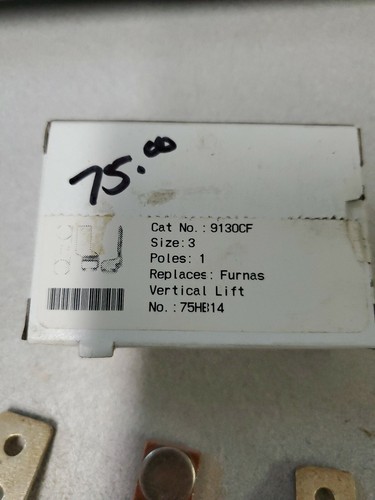 75.00
Cat No.: 9130CF
Size: 3
Poles: 1
Replaces: Furnas
Vertical Lift
No.: 75HB14